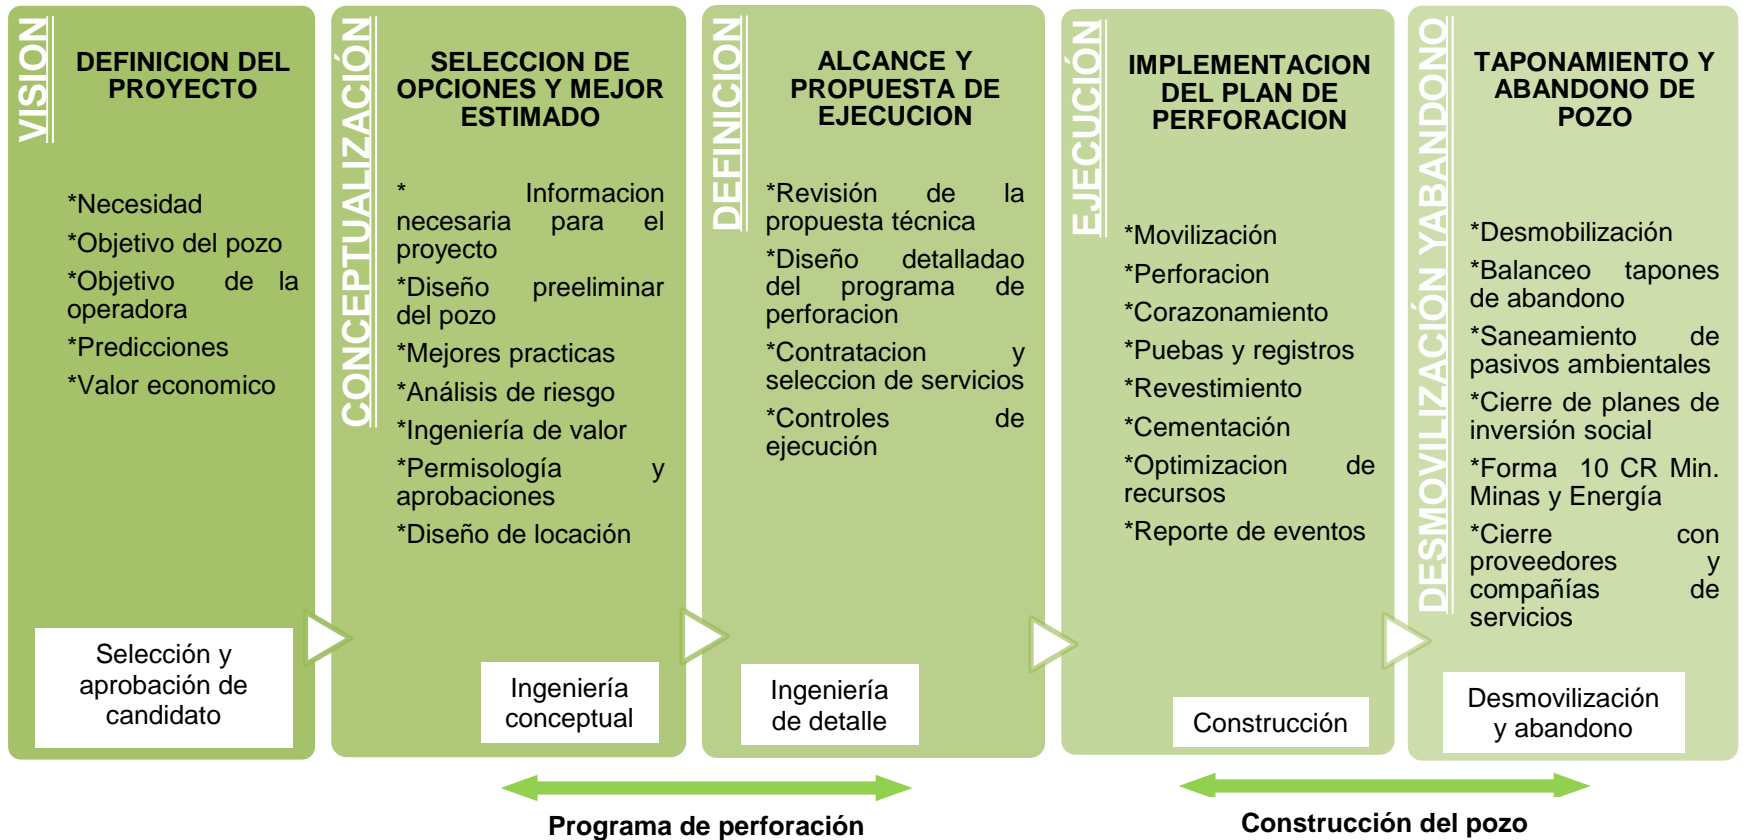 VISION
DEFINICION DEL
PROYECTO
*Necesidad
*Objetivo del pozo
*Objetivo de la
operadora
*Predicciones
*Valor economico
Selección y
aprobación de
candidato
CONCEPTUALIZACIÓN
SELECCION DE
OPCIONES Y MEJOR
ESTIMADO
* Informacion
necesaria para el
proyecto
*Diseño preeliminar
del pozo
*Mejores practicas
*Análisis de riesgo
*Ingeniería de valor
*Permisología y
aprobaciones
*Diseño de locación
Ingeniería
conceptual
DEFINICION
ALCANCE Y
PROPUESTA DE
EJECUCION
*Revisión de la
propuesta técnica
*Diseño detalladao
del programa de
perforacion
*Contratacion y
seleccion de servicios
*Controles de
ejecución
Ingeniería
de detalle
EJECUCIÓN
IMPLEMENTACION
DEL PLAN DE
PERFORACION
*Movilización
*Perforacion
*Corazonamiento
*Puebas y registros
*Revestimiento
*Cementación
*Optimizacion de
recursos
*Reporte de eventos
Construcción
DESMOVILIZACIÓN YABANDONO
TAPONAMIENTO Y
ABANDONO DE
POZO
*Desmobilización
*Balanceo tapones
de abandono
*Saneamiento de
pasivos ambientales
*Cierre de planes de
inversión social
*Forma 10 CR Min.
Minas y Energía
*Cierre con
proveedores y
compañías de
servicios
Desmovilización
y abandono
Programa de perforación
Construcción del pozo